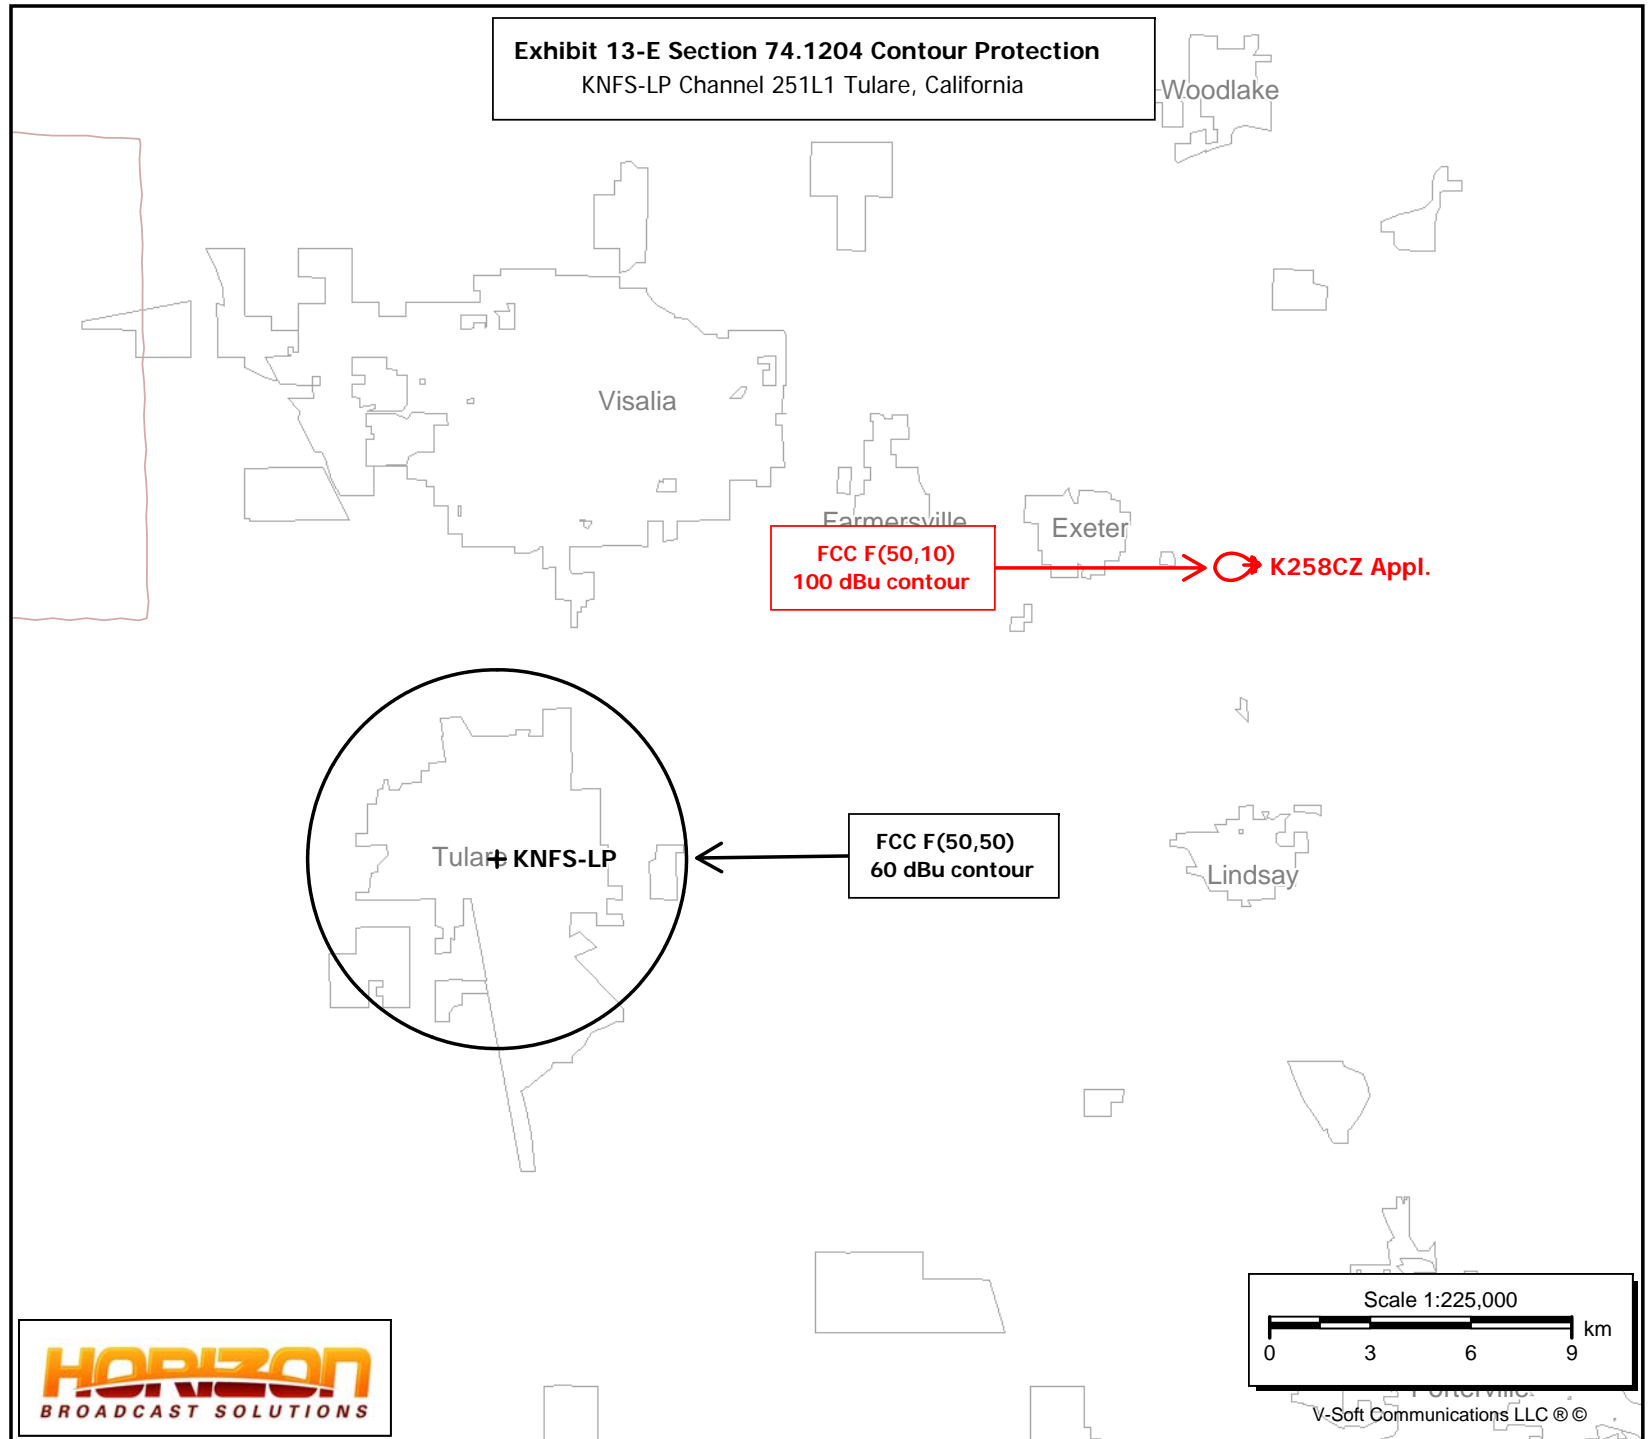 Exhibit 13-E Section 74.1204 Contour Protection
KNFS-LP Channel 251L1 Tulare, California
Woodlake
Visalia
Farmersville
Exeter
FCC F(50,10)
100 dBu contour
K258CZ Appl.
Tulare
KNFS-LP
FCC F(50,50)
60 dBu contour
Lindsay
Scale 1:225,000
km
0 3 6 9
Porterville
V-Soft Communications LLC ® ©
HORIZON
BROADCAST SOLUTIONS